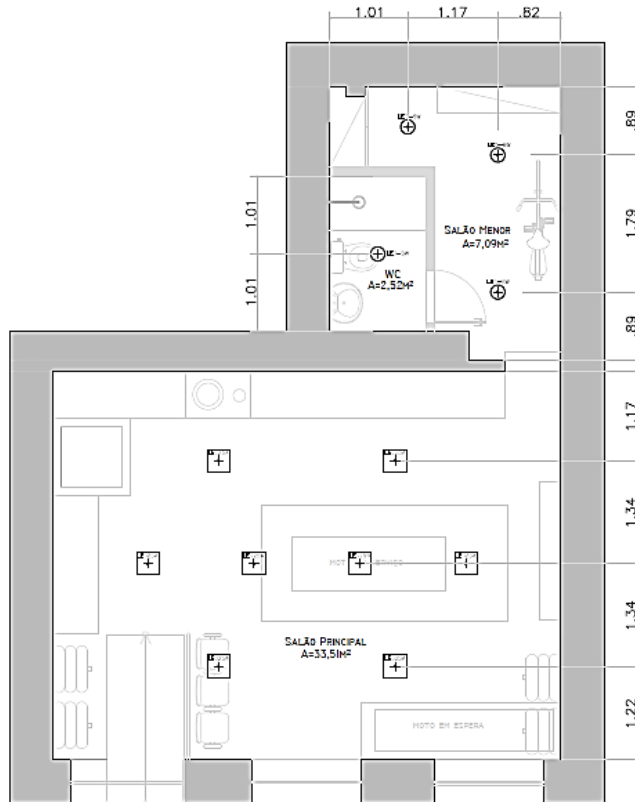 1.01 1.17 .82
.89
1.01
1.79
SALÃO MENOR
A=7,09M²
WC
A=2,52M²
1.01
.89
1.17
1.34
1.34
SALÃO PRINCIPAL
A=33,51M²
1.22
MOTO EM ESPERA